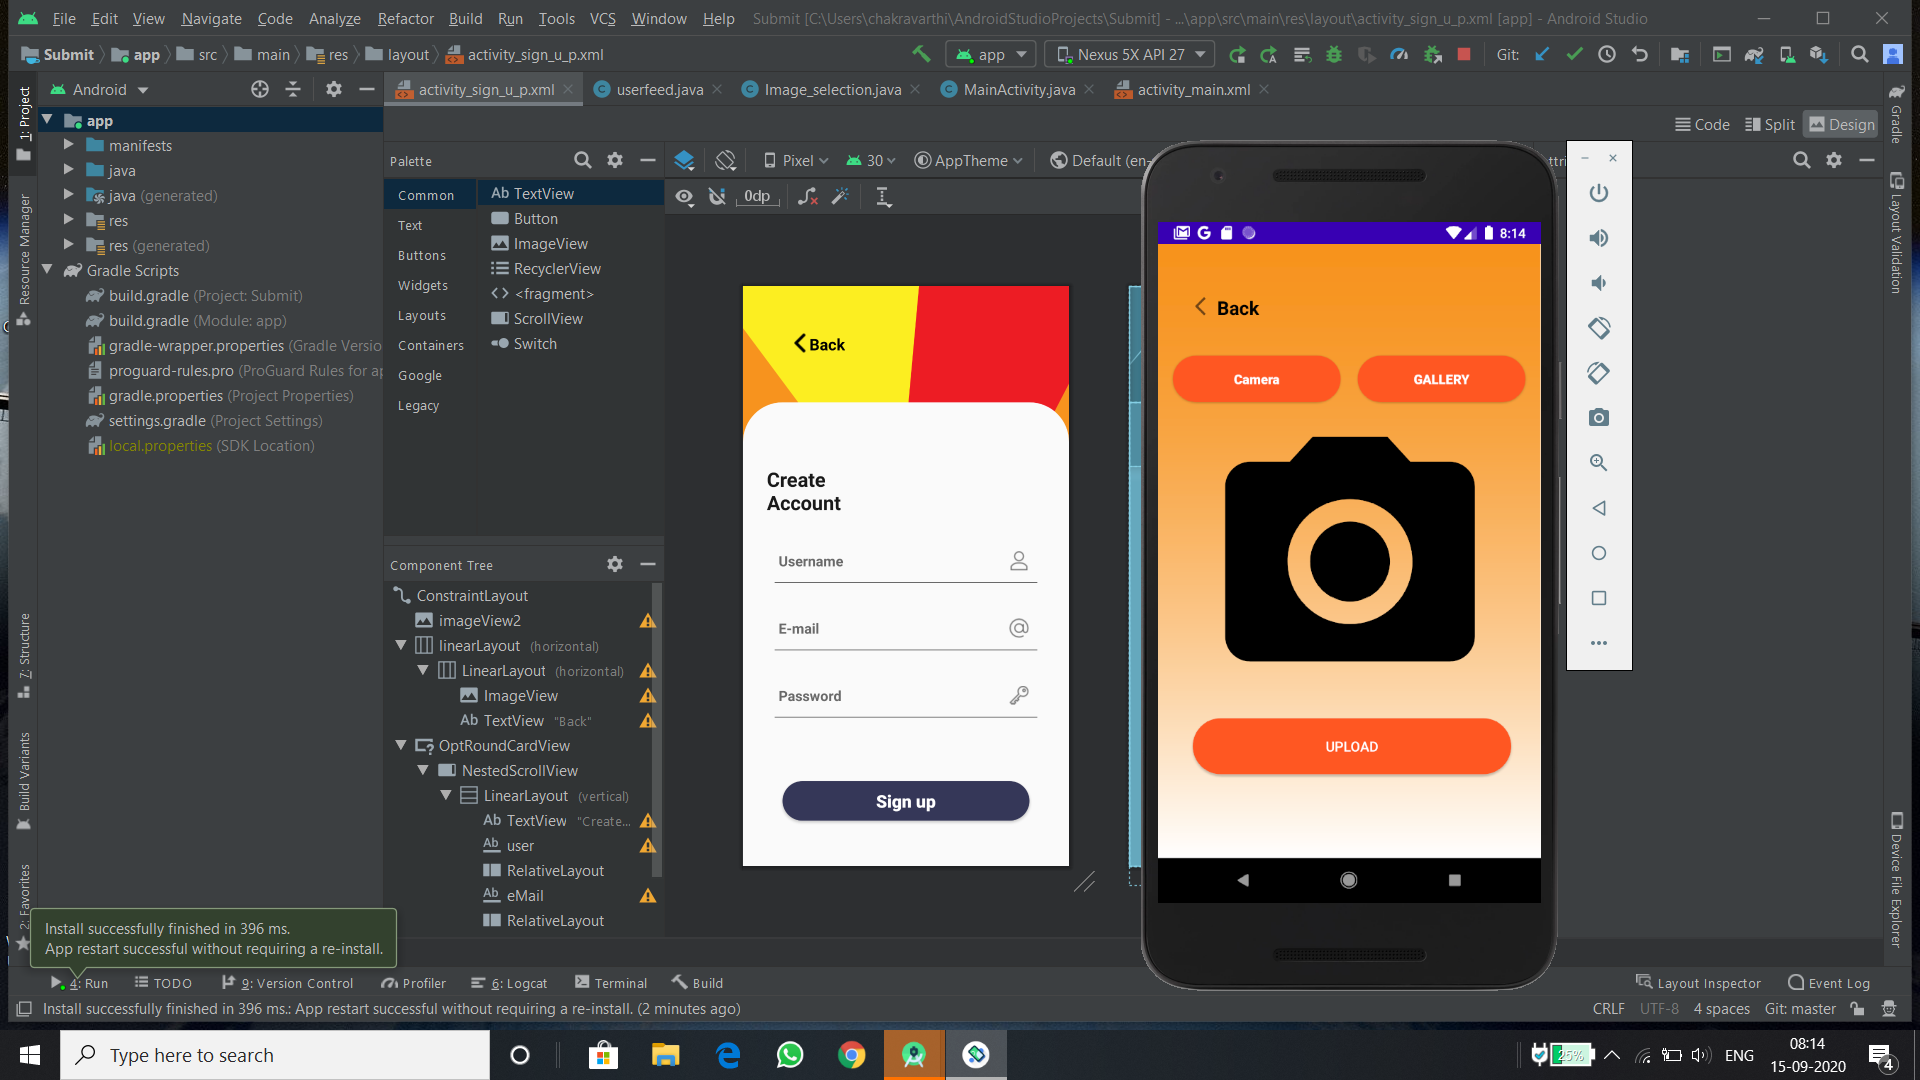 File Edit View Navigate Code Analyze Refactor Build Run Tools VCS Window Help Submit [C:\Users\chakravarthi\AndroidStudioProjects\Submit] - ...\app\src\main\res\layout\activity_sign_u_p.xml [app] - Android Studio
Submit app src main res layout activity_sign_u_p.xml
app Nexus 5X API 27 Git:
Android
activity_sign_u_p.xml userfeed.java Image_selection.java MainActivity.java activity_main.xml
Code Split Design
1: Project
Resource Manager
7: Structure
Build Variants
2: Favorites
app
manifests
java
java (generated)
res
res (generated)
Gradle Scripts
build.gradle (Project: Submit)
build.gradle (Module: app)
gradle-wrapper.properties (Gradle Versio
proguard-rules.pro (ProGuard Rules for ap
gradle.properties (Project Properties)
settings.gradle (Project Settings)
local.properties (SDK Location)
Palette
Common
Text
Buttons
Widgets
Layouts
Containers
Google
Legacy
Ab TextView
Button
ImageView
RecyclerView
<fragment>
ScrollView
Switch
Pixel 30 AppTheme Default (en-
0dp
Component Tree
ConstraintLayout
imageView2
linearLayout (horizontal)
LinearLayout (horizontal)
ImageView
Ab TextView "Back"
OptRoundCardView
NestedScrollView
LinearLayout (vertical)
Ab TextView "Create...
Ab user
RelativeLayout
Ab eMail
RelativeLayout
Back
Create
Account
Username
E-mail
Password
Sign up
8:14
Back
Camera GALLERY
UPLOAD
ttri
Gradle
Layout Validation
Device File Explorer
Install successfully finished in 396 ms.
App restart successful without requiring a re-install.
4: Run TODO 9: Version Control Profiler 6: Logcat Terminal Build Layout Inspector Event Log
Install successfully finished in 396 ms.: App restart successful without requiring a re-install. (2 minutes ago) CRLF UTF-8 4 spaces Git: master
Type here to search
25% ENG
08:14
15-09-2020
4